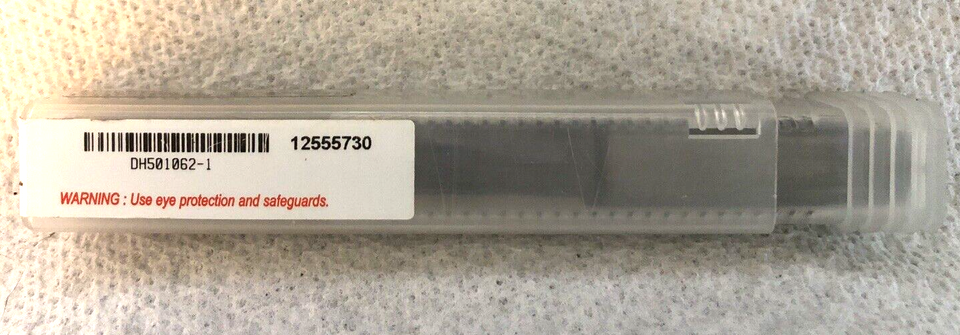 12555730
DH501062-1
WARNING : Use eye protection and safeguards.